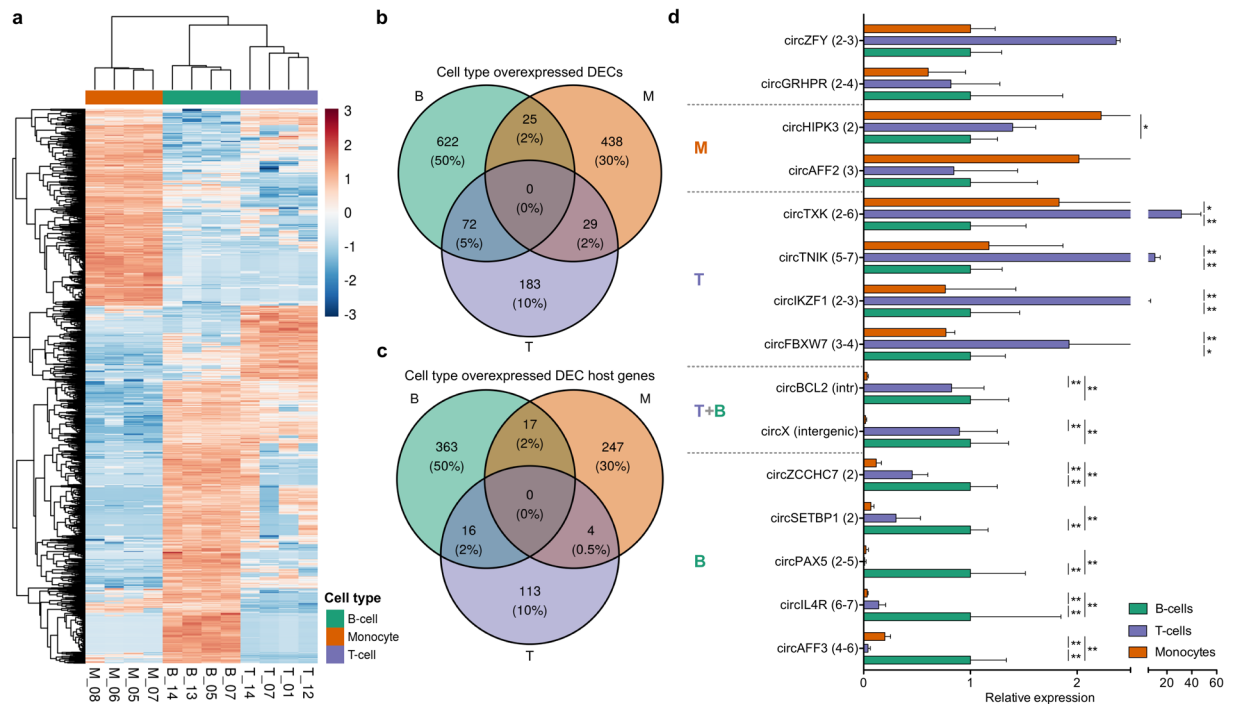 a
3
2
1
0
-1
-2
-3
Cell type
B-cell
Monocyte
T-cell
M_08
M_06
M_05
M_07
B_14
B_13
B_05
B_07
T_14
T_07
T_01
T_12
b
Cell type overexpressed DECs
B
M
25
(2%)
622
(50%)
438
(30%)
0
(0%)
72
(5%)
29
(2%)
183
(10%)
T
c
Cell type overexpressed DEC host genes
B
M
17
(2%)
363
(50%)
247
(30%)
0
(0%)
16
(2%)
4
(0.5%)
113
(10%)
T
d
circZFY (2-3)
circGRHPR (2-4)
M
circHIPK3 (2)
*
circAFF2 (3)
T
circTXK (2-6)
*
**
circTNIK (5-7)
**
**
circIKZF1 (2-3)
**
**
circFBXW7 (3-4)
**
*
T+B
circBCL2 (intr)
** **
circX (intergenic)
** **
B
circZCCHC7 (2)
** **
**
circSETBP1 (2)
**
**
circPAX5 (2-5)
**
**
circIL4R (6-7)
** **
**
circAFF3 (4-6)
** **
**
B-cells
T-cells
Monocytes
0 1 2 20 40 60
Relative expression